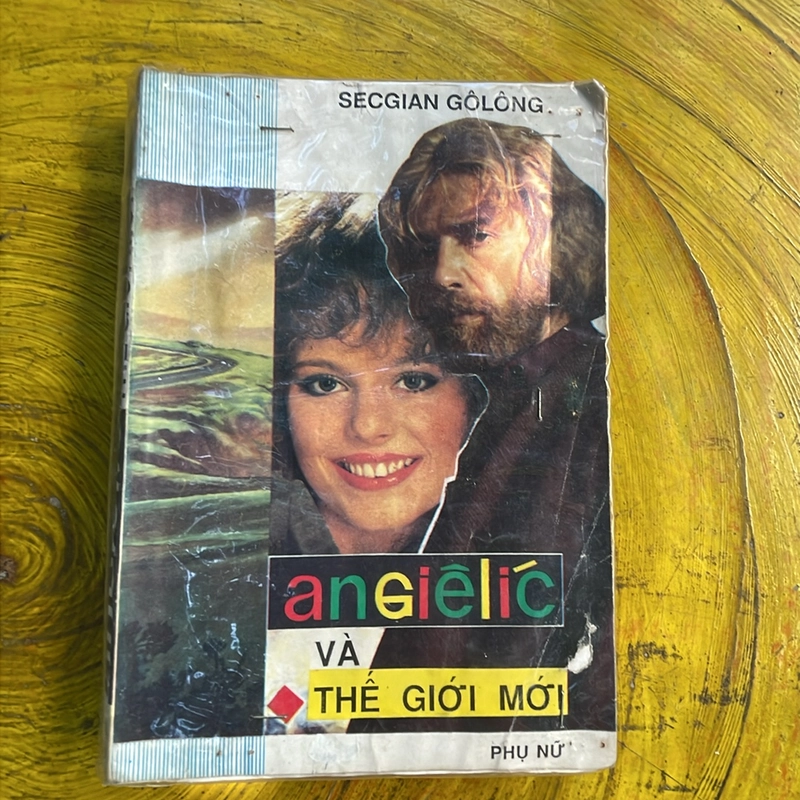 SECGIAN GÔLÔNG
anGiêlíc
VÀ
THẾ GIỚI MỚI
PHỤ NỮ